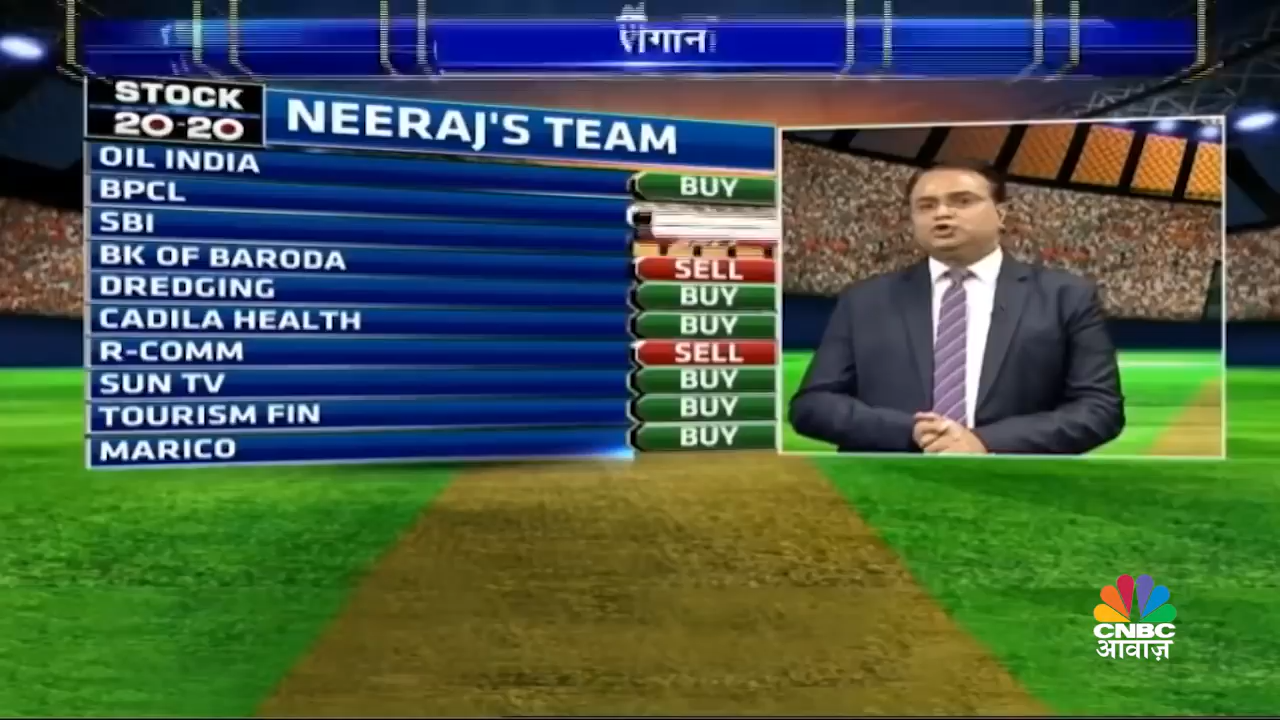 STOCK
20-20
NEERAJ'S TEAM
OIL INDIA BUY
BPCL
SBI
BK OF BARODA SELL
DREDGING BUY
CADILA HEALTH BUY
R-COMM SELL
SUN TV BUY
TOURISM FIN BUY
MARICO BUY
CNBC
आवाज़